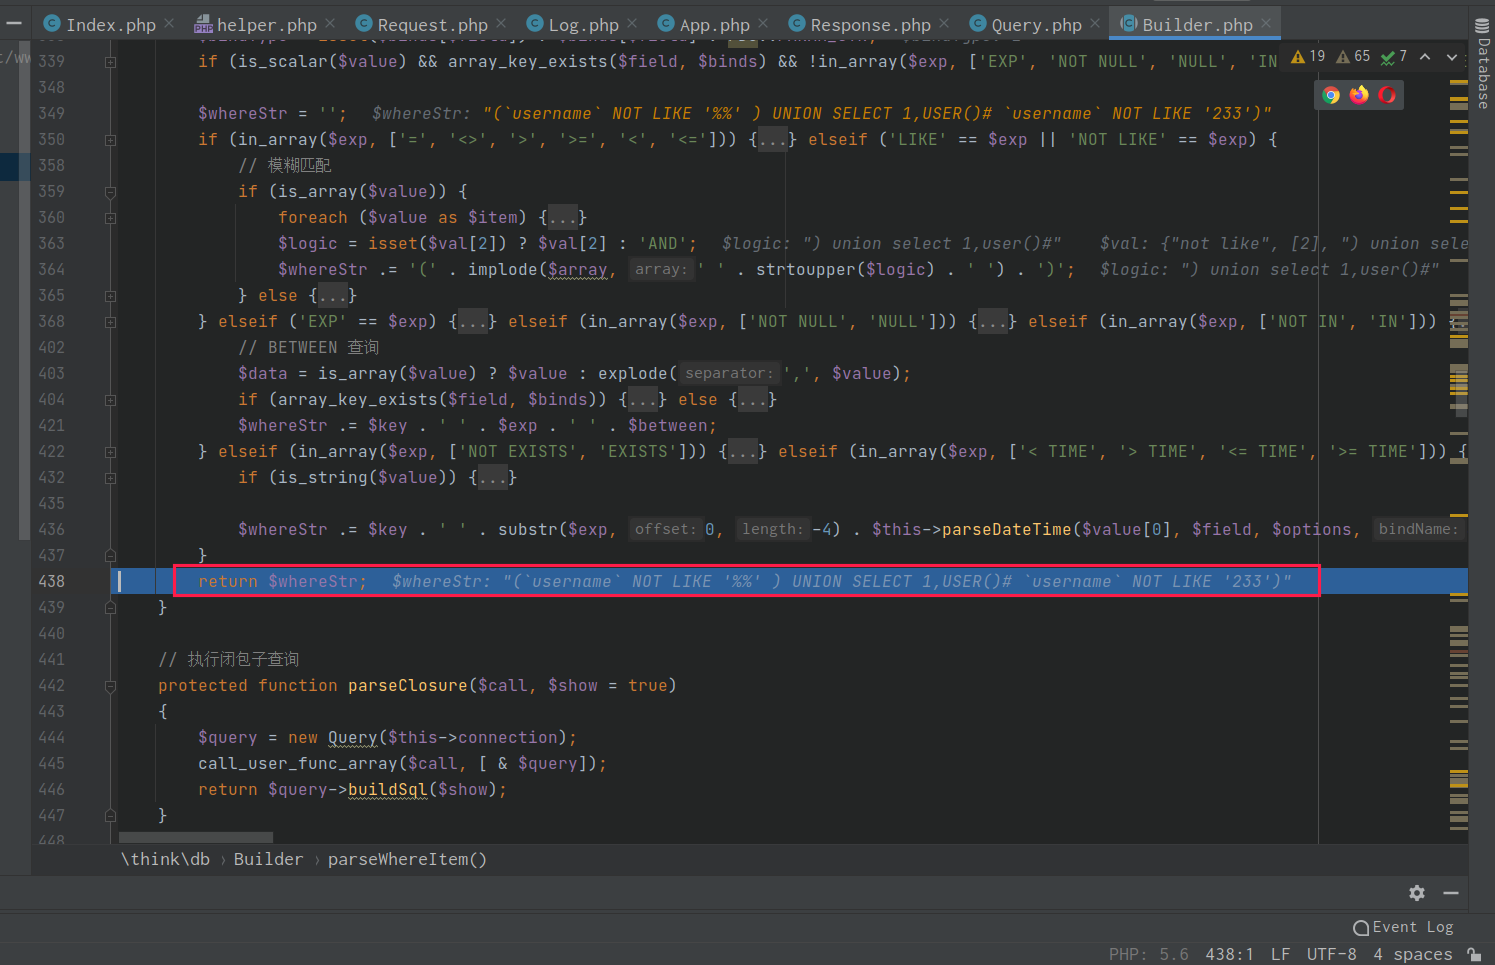 Index.php
helper.php
Request.php
Log.php
App.php
Response.php
Query.php
Builder.php
Database
19 65 7
339 if (is_scalar($value) && array_key_exists($field, $binds) && !in_array($exp, ['EXP', 'NOT NULL', 'NULL', 'IN
348
349 $whereStr = ''; $whereStr: "(`username` NOT LIKE '%%' ) UNION SELECT 1,USER()# `username` NOT LIKE '233')"
350 if (in_array($exp, ['=', '<>', '>', '>=', '<', '<='])) {...} elseif ('LIKE' == $exp || 'NOT LIKE' == $exp) {
358 // 模糊匹配
359 if (is_array($value)) {
360 foreach ($value as $item) {...}
363 $logic = isset($val[2]) ? $val[2] : 'AND'; $logic: ") union select 1,user()#" $val: {"not like", [2], ") union sele
364 $whereStr .= '(' . implode($array, array: ' ' . strtoupper($logic) . ' ') . ')'; $logic: ") union select 1,user()#"
365 } else {...}
368 } elseif ('EXP' == $exp) {...} elseif (in_array($exp, ['NOT NULL', 'NULL'])) {...} elseif (in_array($exp, ['NOT IN', 'IN'])) {
402 // BETWEEN 查询
403 $data = is_array($value) ? $value : explode( separator: ',', $value);
404 if (array_key_exists($field, $binds)) {...} else {...}
421 $whereStr .= $key . ' ' . $exp . ' ' . $between;
422 } elseif (in_array($exp, ['NOT EXISTS', 'EXISTS'])) {...} elseif (in_array($exp, ['< TIME', '> TIME', '<= TIME', '>= TIME'])) {
432 if (is_string($value)) {...}
435
436 $whereStr .= $key . ' ' . substr($exp, offset: 0, length: -4) . $this->parseDateTime($value[0], $field, $options, bindName:
437 }
438 return $whereStr; $whereStr: "(`username` NOT LIKE '%%' ) UNION SELECT 1,USER()# `username` NOT LIKE '233')"
439 }
440
441 // 执行闭包子查询
442 protected function parseClosure($call, $show = true)
443 {
444 $query = new Query($this->connection);
445 call_user_func_array($call, [ & $query]);
446 return $query->buildSql($show);
447 }
448
\think\db › Builder › parseWhereItem()
Event Log
PHP: 5.6 438:1 LF UTF-8 4 spaces